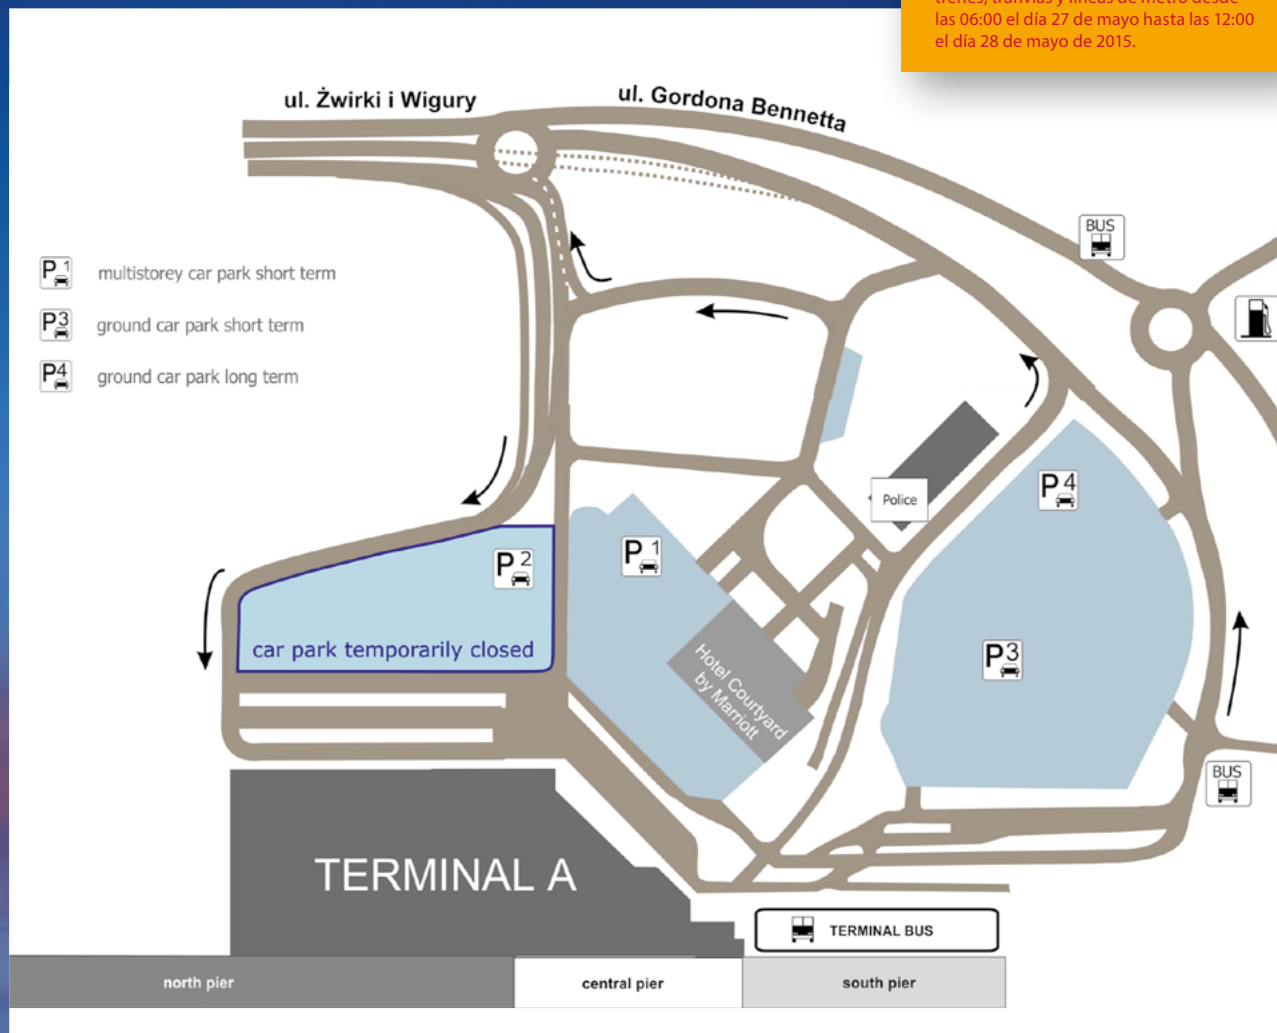 las 06:00 el día 27 de mayo hasta las 12:00
el día 28 de mayo de 2015.
ul. Żwirki i Wigury
ul. Gordona Bennetta
BUS
P1 multistorey car park short term
P3 ground car park short term
P4 ground car park long term
Police
P4
P2
P1
car park temporarily closed
P3
Hotel Courtyard
by Marriott
BUS
TERMINAL A
TERMINAL BUS
north pier
central pier
south pier